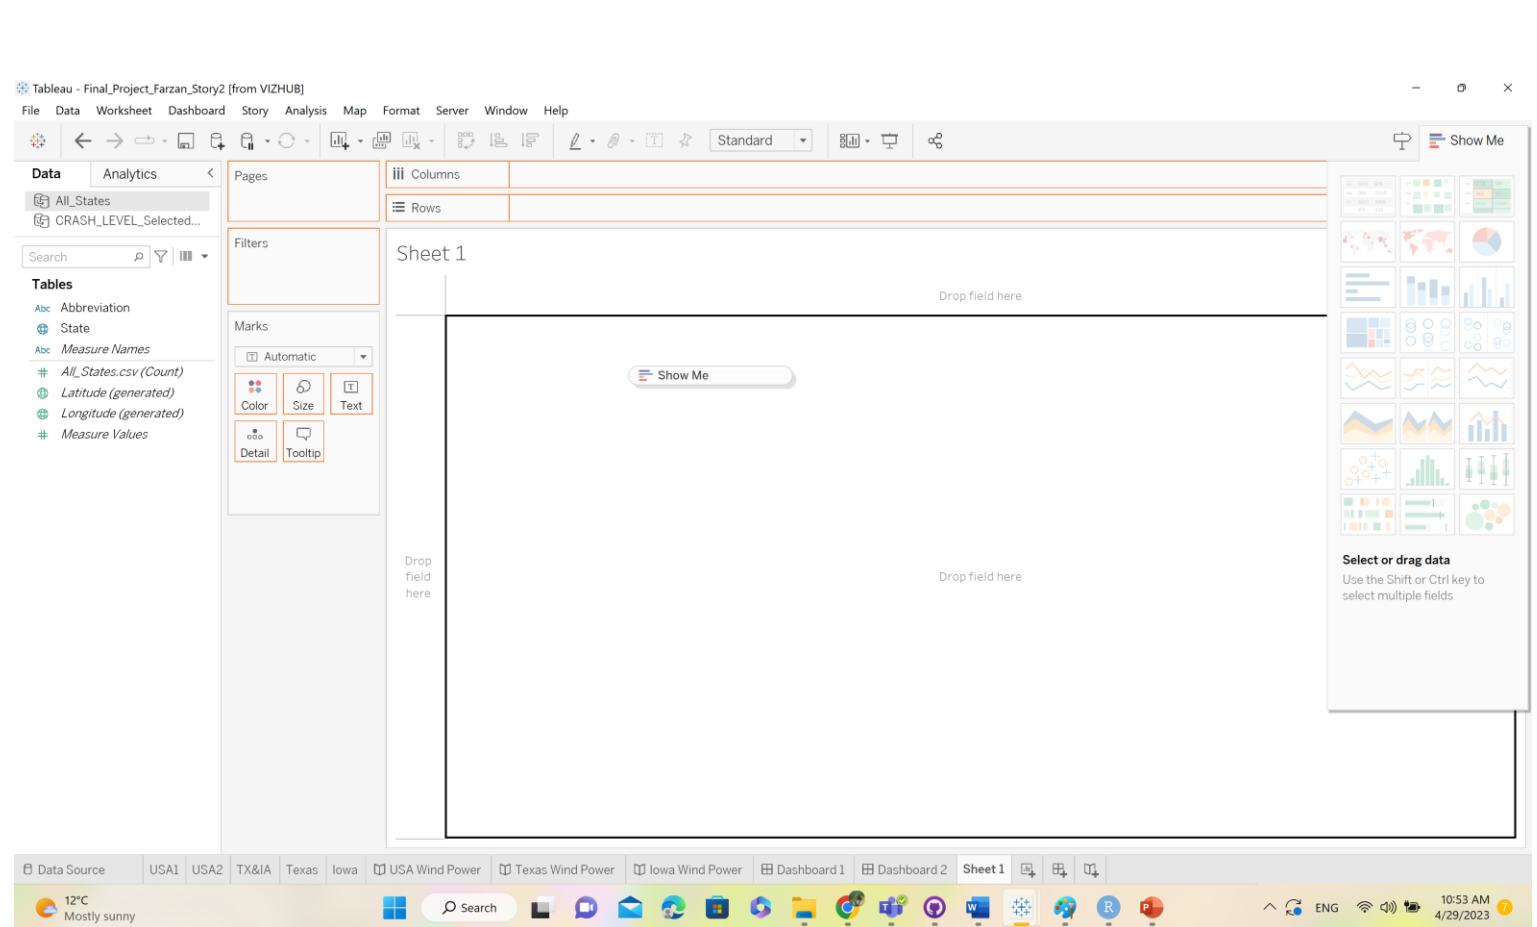 Tableau - Final_Project_Farzan_Story2 [from VIZHUB]
File Data Worksheet Dashboard Story Analysis Map Format Server Window Help
Standard
Show Me
Data Analytics
All_States
CRASH_LEVEL_Selected...
Search
Tables
Abc Abbreviation
State
Abc Measure Names
All_States.csv (Count)
Latitude (generated)
Longitude (generated)
Measure Values
Pages
Filters
Marks
Automatic
Color Size Text
Detail Tooltip
Columns
Rows
Sheet 1
Drop field here
Show Me
Drop
field
here
Drop field here
Select or drag data
Use the Shift or Ctrl key to
select multiple fields
Data Source USA1 USA2 TX&IA Texas Iowa USA Wind Power Texas Wind Power Iowa Wind Power Dashboard 1 Dashboard 2 Sheet 1
12°C
Mostly sunny
Search
ENG
10:53 AM
4/29/2023
7